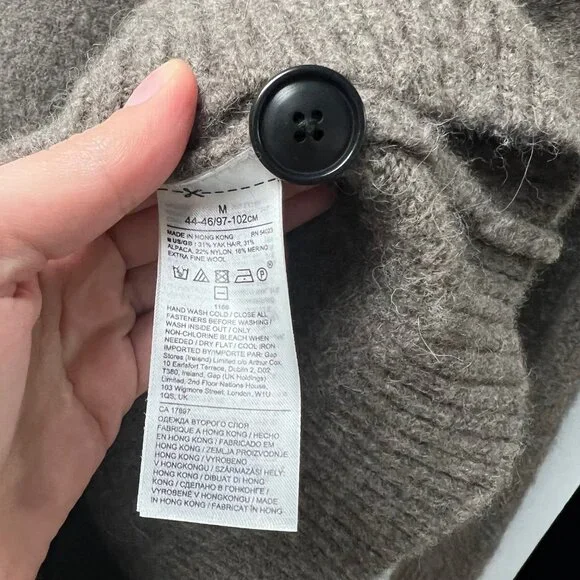 M
44-46/97-102CM
MADE IN HONG KONG RN 54023
US/GB: 31% YAK HAIR, 31%
ALPACA, 22% NYLON, 16% MERINO
EXTRA FINE WOOL
HAND WASH COLD / CLOSE ALL
FASTENERS BEFORE WASHING /
WASH INSIDE OUT / ONLY
NON-CHLORINE BLEACH WHEN
NEEDED / DRY FLAT / COOL IRON
IMPORTED BY/IMPORTE PAR: Gap
Stores (Ireland) Limited c/o Arthur Cox,
10 Earlsfort Terrace, Dublin 2, D02
T380, Ireland, Gap (UK Holdings)
Limited, 2nd Floor Nations House,
103 Wigmore Street, London, W1U
1QS, UK
CA 17897
ОДЕЖДА ВТОРОГО СЛОЯ
FABRIQUE A HONG KONG / HECHO
EN HONG KONG / FABRICADO EM
HONG KONG / VYROBENO
V HONGKONGU / SZÁRMAZÁSI HELY:
HONG KONG / DIBUAT DI HONG
KONG / СДЕЛАНО В ГОНКОНГЕ /
VYROBENÉ V HONGKONGU / MADE
IN HONG KONG / FABRICAT ÎN HONG